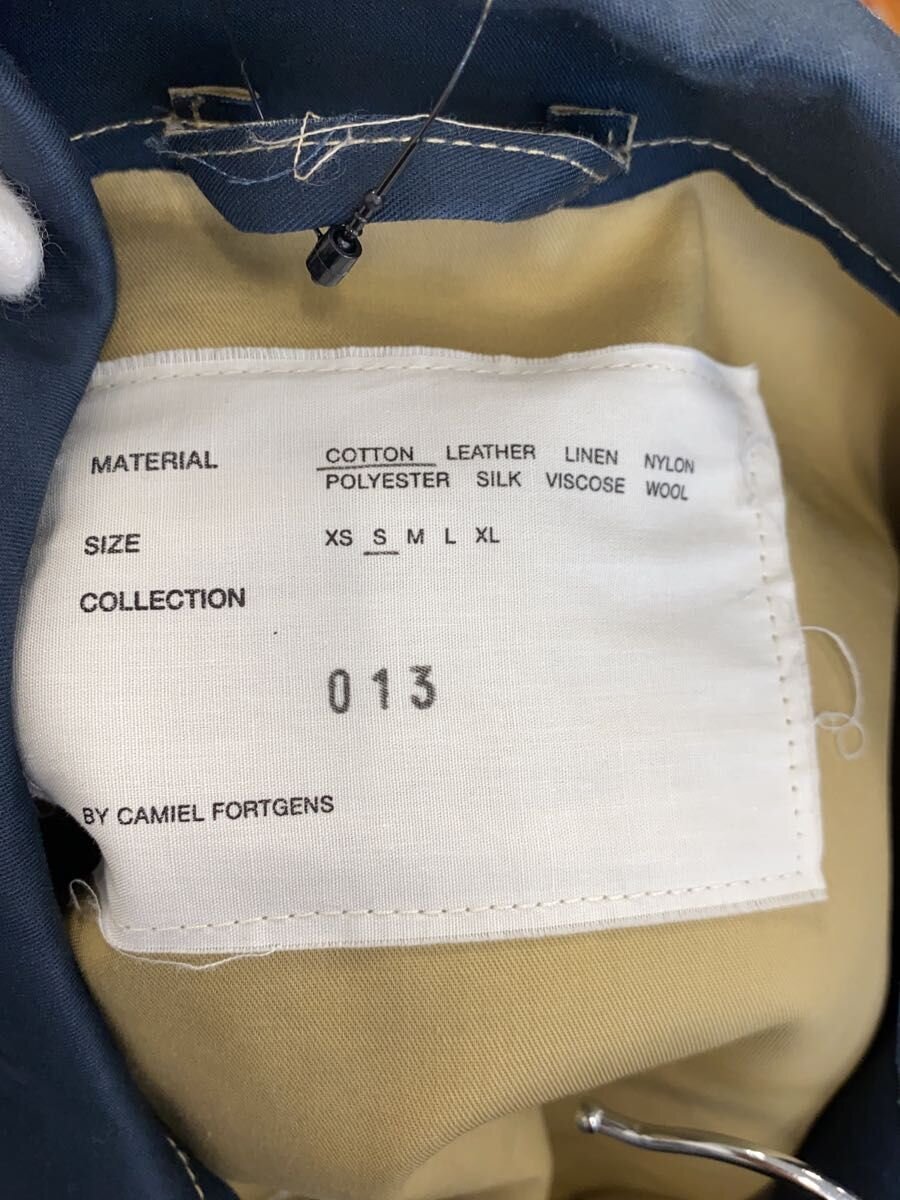 MATERIAL COTTON LEATHER LINEN NYLON
POLYESTER SILK VISCOSE WOOL
SIZE XS S M L XL
COLLECTION
013
BY CAMIEL FORTGENS